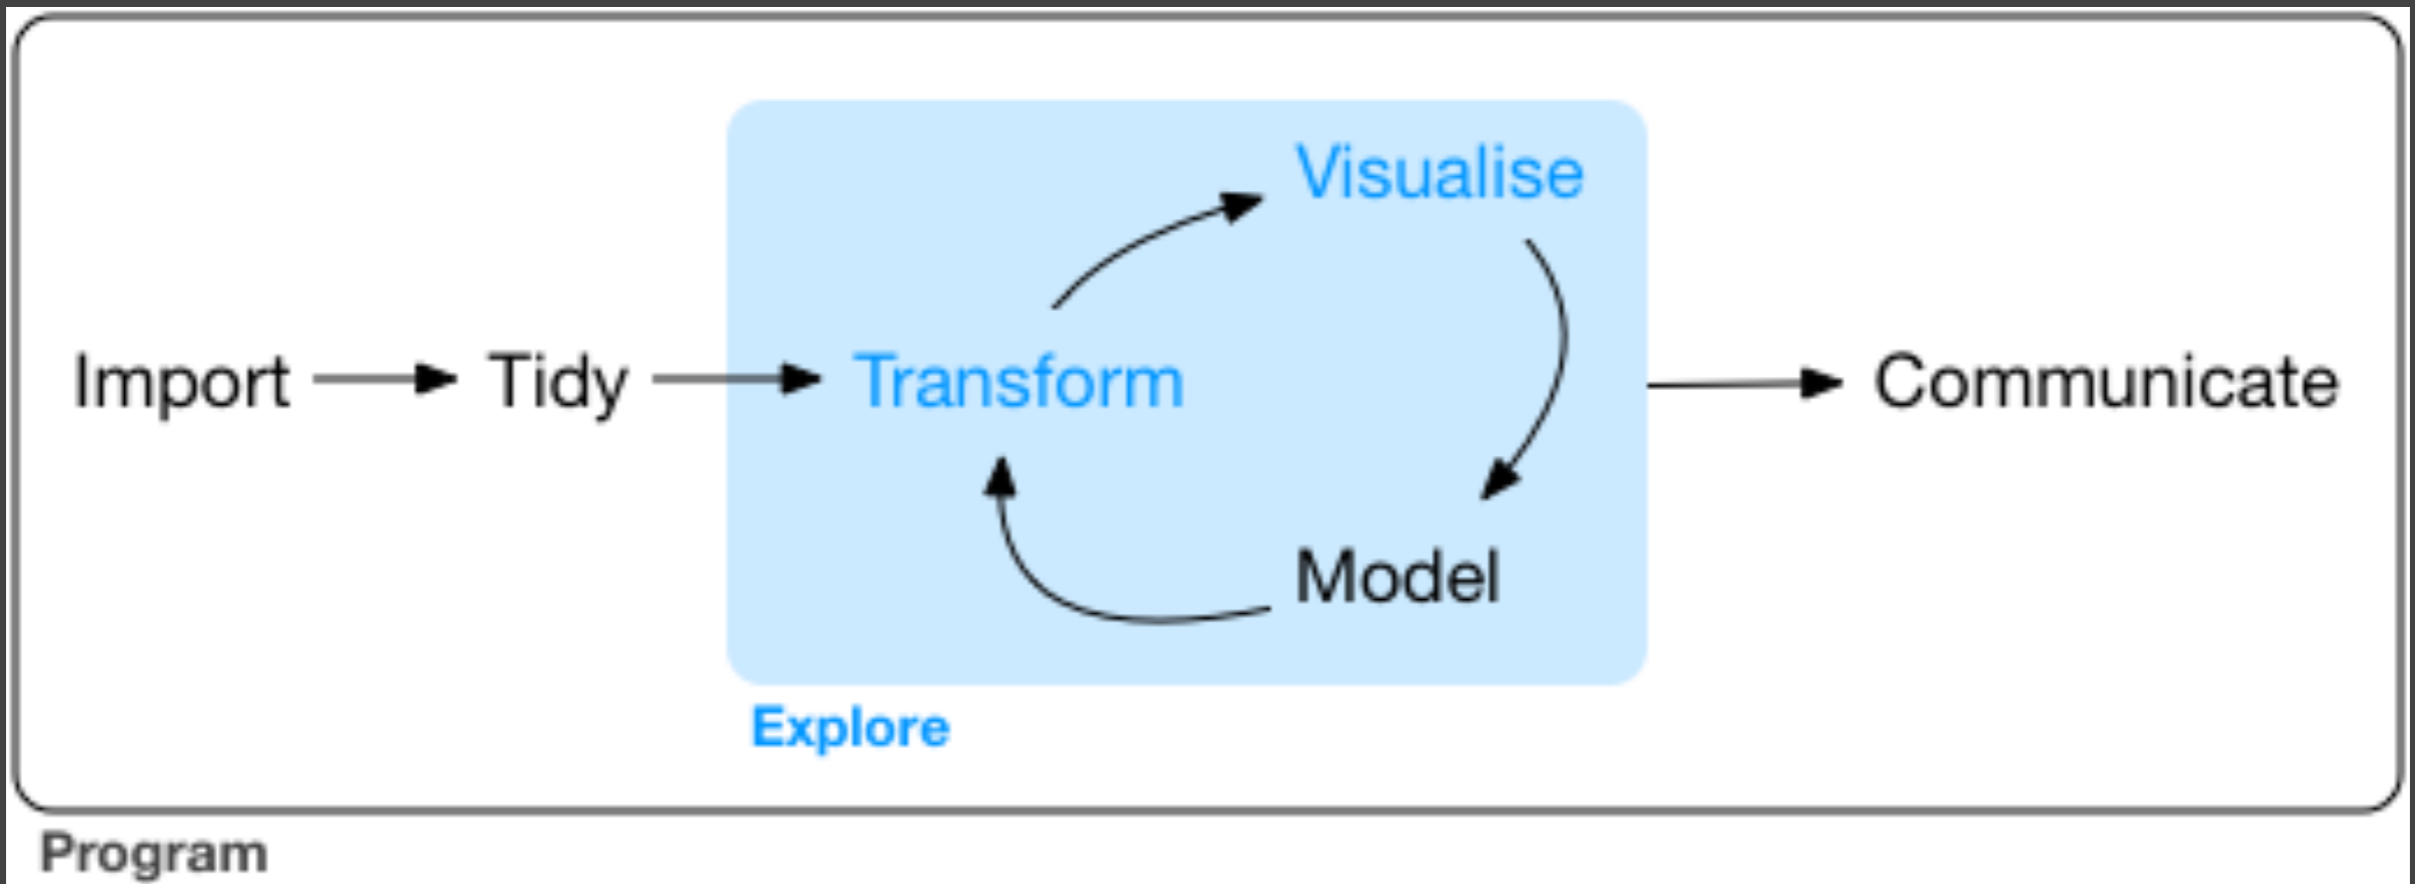 Visualise
Import
Tidy
Transform
Communicate
Model
Explore
Program